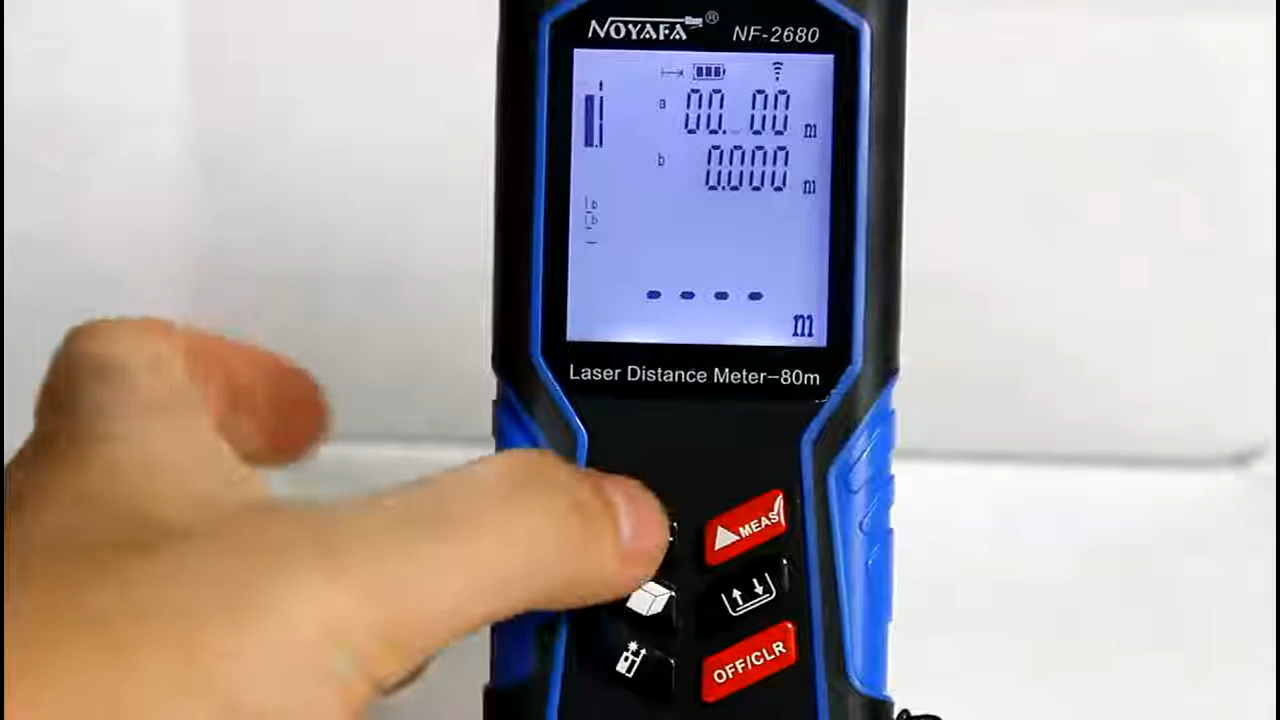 NOYAFA® NF-2680
a 00.00 m
b 0.000 m
m
Laser Distance Meter-80m
MEAS
OFF/CLR